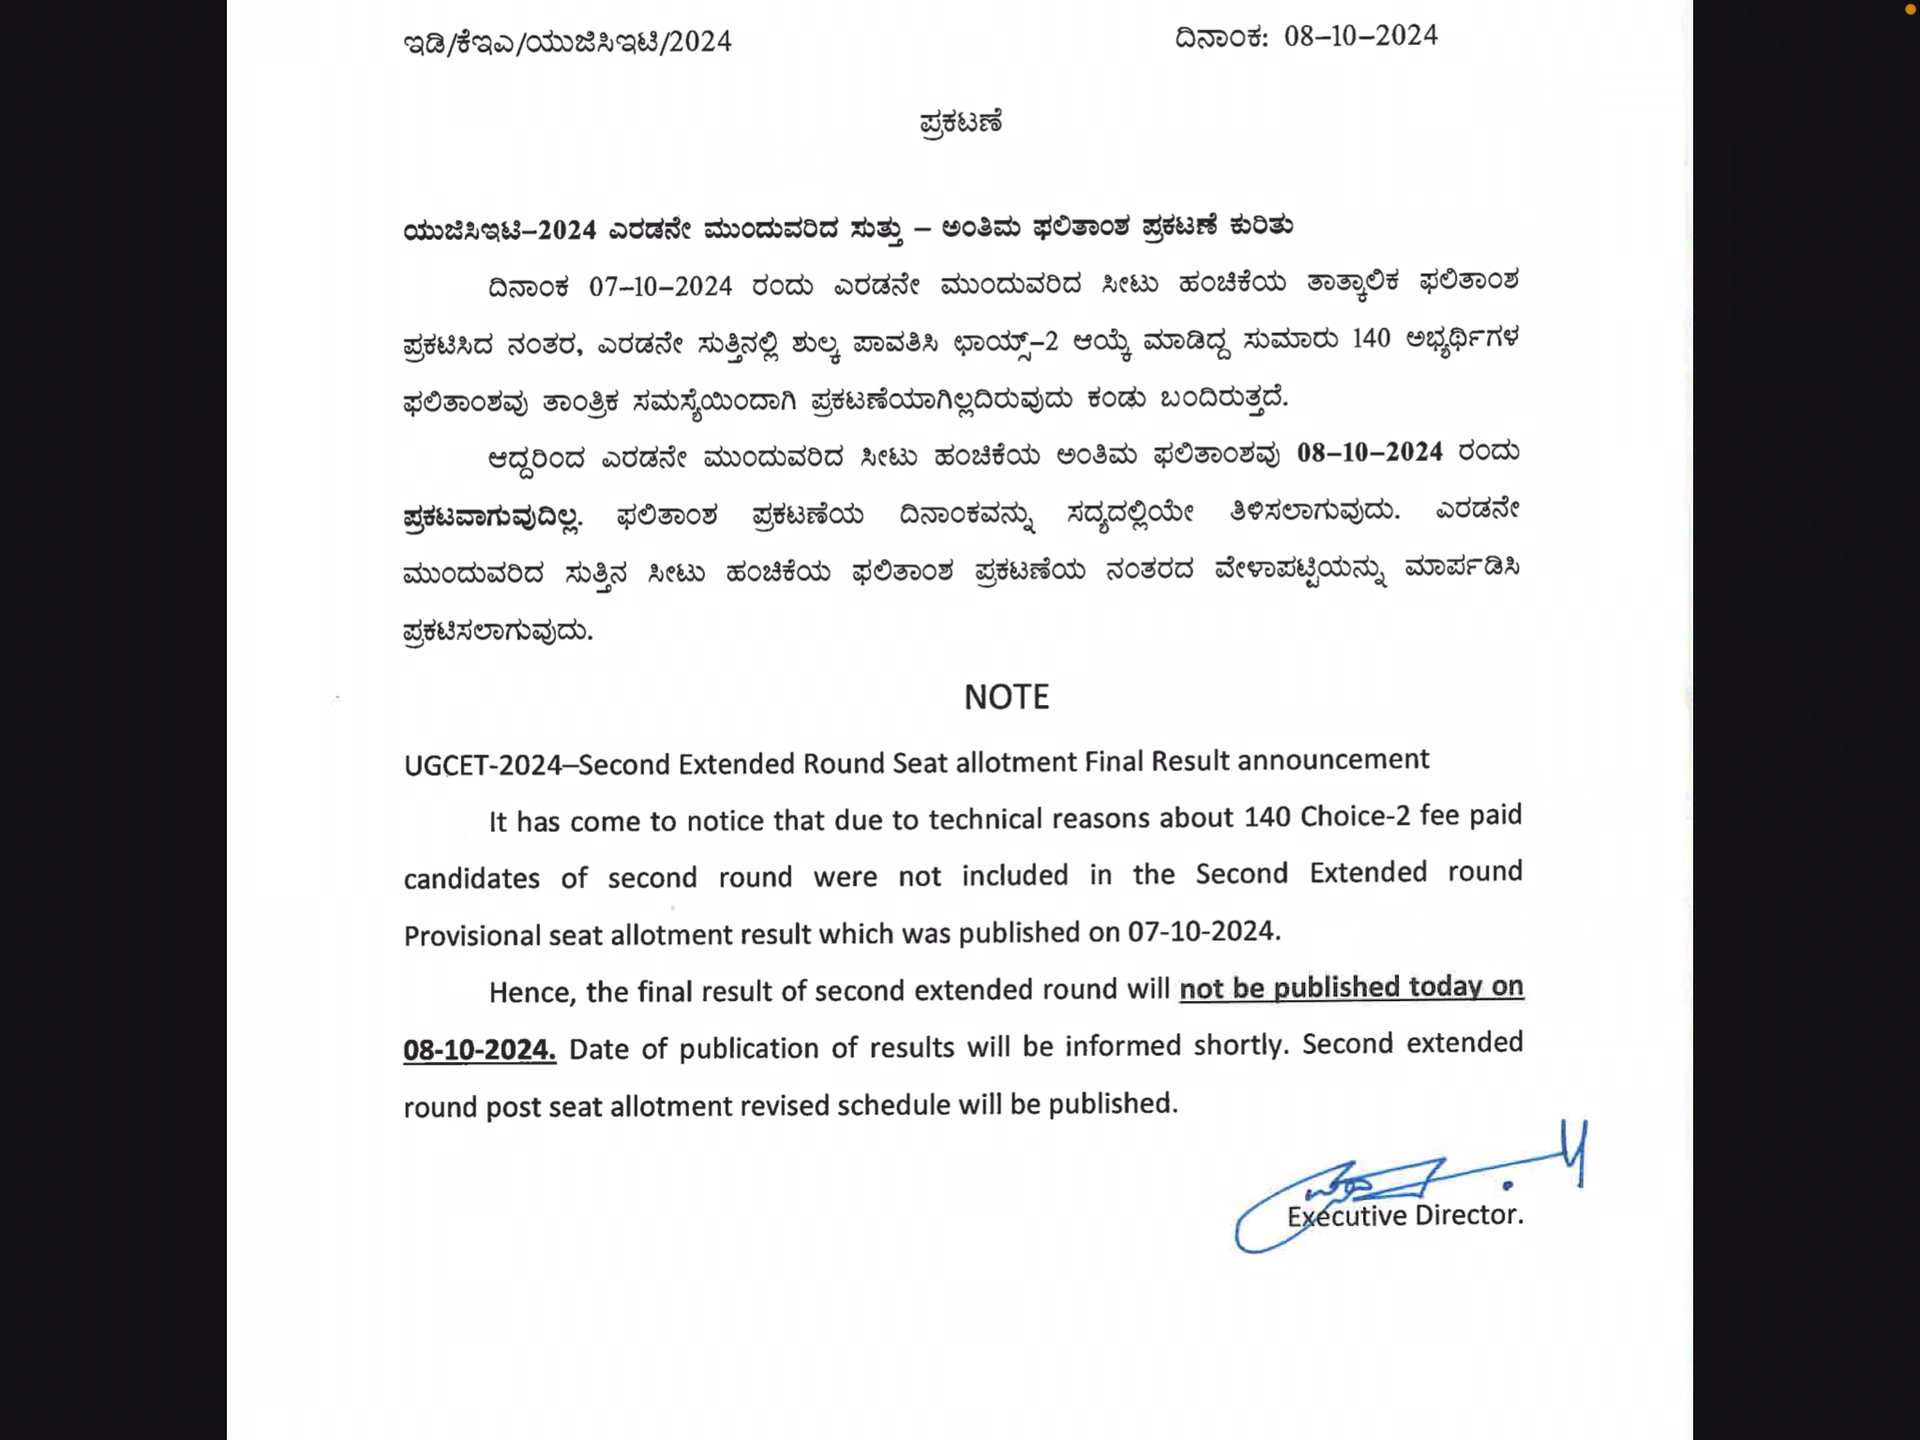 ಇಡಿ/ಕೆಇಎ/ಯುಜಿಸಿಇಟಿ/2024 ದಿನಾಂಕ: 08–10–2024
ಪ್ರಕಟಣೆ
ಯುಜಿಸಿಇಟಿ–2024 ಎರಡನೇ ಮುಂದುವರಿದ ಸುತ್ತು – ಅಂತಿಮ ಫಲಿತಾಂಶ ಪ್ರಕಟಣೆ ಕುರಿತು
ದಿನಾಂಕ 07–10–2024 ರಂದು ಎರಡನೇ ಮುಂದುವರಿದ ಸೀಟು ಹಂಚಿಕೆಯ ತಾತ್ಕಾಲಿಕ ಫಲಿತಾಂಶ
ಪ್ರಕಟಿಸಿದ ನಂತರ, ಎರಡನೇ ಸುತ್ತಿನಲ್ಲಿ ಶುಲ್ಕ ಪಾವತಿಸಿ ಛಾಯ್ಸ್–2 ಆಯ್ಕೆ ಮಾಡಿದ್ದ ಸುಮಾರು 140 ಅಭ್ಯರ್ಥಿಗಳ
ಫಲಿತಾಂಶವು ತಾಂತ್ರಿಕ ಸಮಸ್ಯೆಯಿಂದಾಗಿ ಪ್ರಕಟಣೆಯಾಗಿಲ್ಲದಿರುವುದು ಕಂಡು ಬಂದಿರುತ್ತದೆ.
ಆದ್ದರಿಂದ ಎರಡನೇ ಮುಂದುವರಿದ ಸೀಟು ಹಂಚಿಕೆಯ ಅಂತಿಮ ಫಲಿತಾಂಶವು 08–10–2024 ರಂದು
ಪ್ರಕಟವಾಗುವುದಿಲ್ಲ. ಫಲಿತಾಂಶ ಪ್ರಕಟಣೆಯ ದಿನಾಂಕವನ್ನು ಸದ್ಯದಲ್ಲಿಯೇ ತಿಳಿಸಲಾಗುವುದು. ಎರಡನೇ
ಮುಂದುವರಿದ ಸುತ್ತಿನ ಸೀಟು ಹಂಚಿಕೆಯ ಫಲಿತಾಂಶ ಪ್ರಕಟಣೆಯ ನಂತರದ ವೇಳಾಪಟ್ಟಿಯನ್ನು ಮಾರ್ಪಡಿಸಿ
ಪ್ರಕಟಿಸಲಾಗುವುದು.
NOTE
UGCET-2024–Second Extended Round Seat allotment Final Result announcement
It has come to notice that due to technical reasons about 140 Choice-2 fee paid
candidates of second round were not included in the Second Extended round
Provisional seat allotment result which was published on 07-10-2024.
Hence, the final result of second extended round will not be published today on
08-10-2024. Date of publication of results will be informed shortly. Second extended
round post seat allotment revised schedule will be published.
Executive Director.